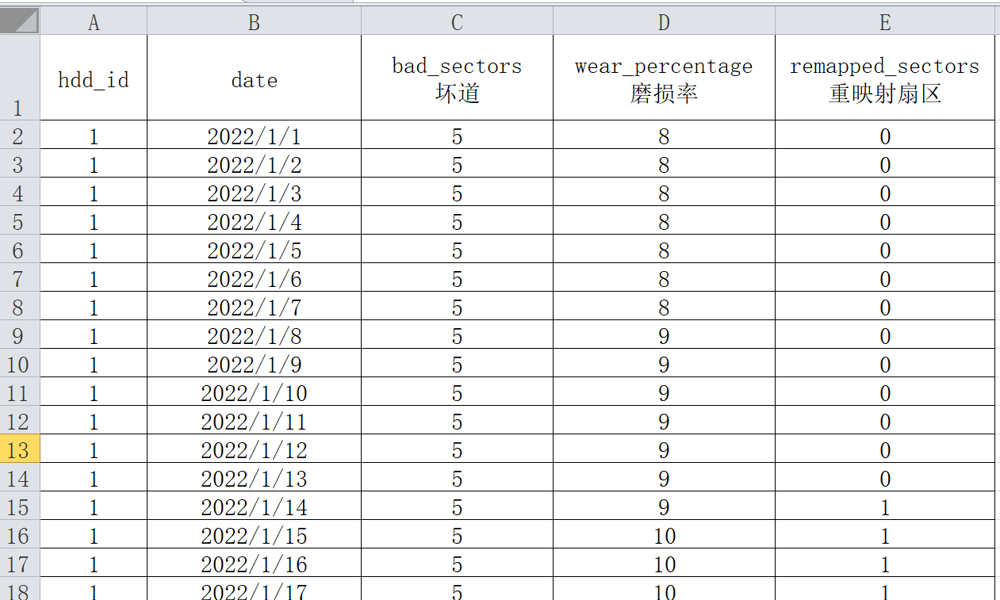 A B C D E
1 hdd_id date bad_sectors 坏道 wear_percentage 磨损率 remapped_sectors 重映射扇区
2 1 2022/1/1 5 8 0
3 1 2022/1/2 5 8 0
4 1 2022/1/3 5 8 0
5 1 2022/1/4 5 8 0
6 1 2022/1/5 5 8 0
7 1 2022/1/6 5 8 0
8 1 2022/1/7 5 8 0
9 1 2022/1/8 5 9 0
10 1 2022/1/9 5 9 0
11 1 2022/1/10 5 9 0
12 1 2022/1/11 5 9 0
13 1 2022/1/12 5 9 0
14 1 2022/1/13 5 9 0
15 1 2022/1/14 5 9 1
16 1 2022/1/15 5 10 1
17 1 2022/1/16 5 10 1
18 1 2022/1/17 5 10 1